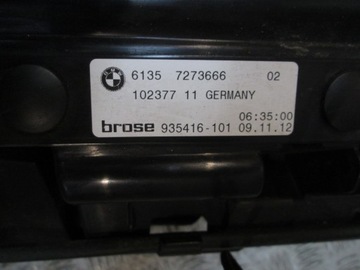 6135 7273666 02
102377 11 GERMANY
06:35:00
brose 935416-101 09.11.12